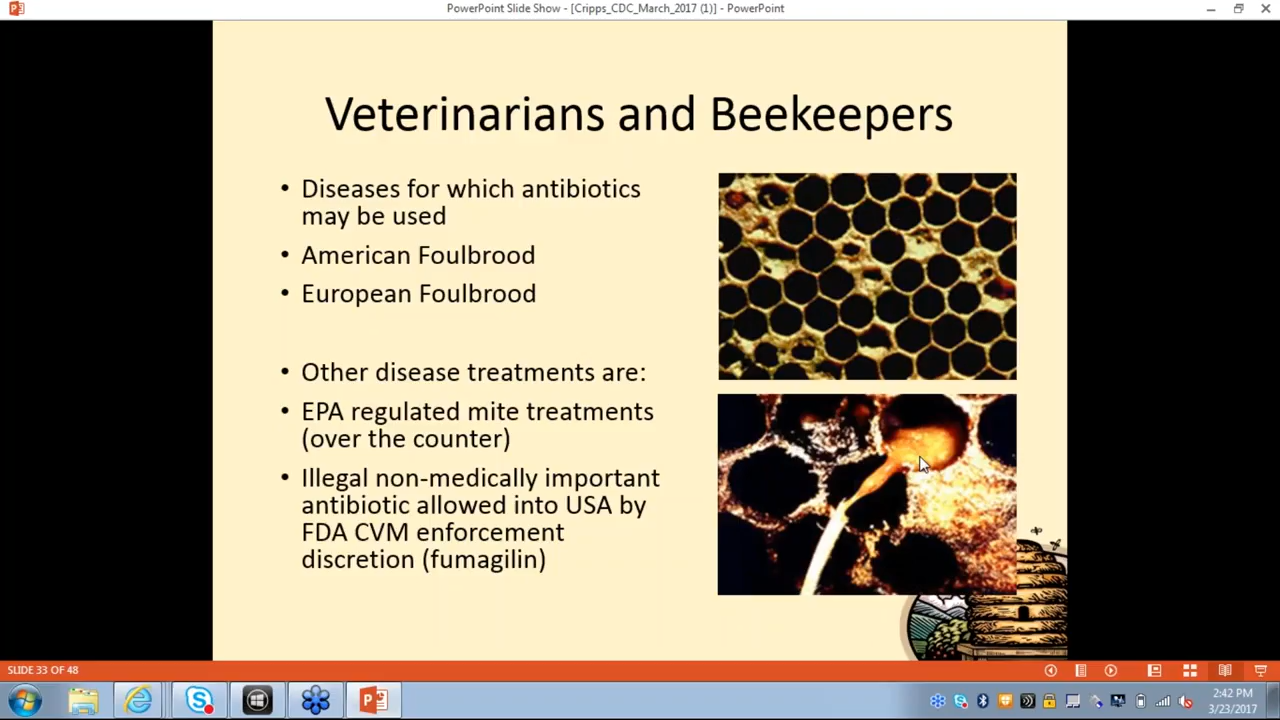 PowerPoint Slide Show - [Cripps_CDC_March_2017 (1)] - PowerPoint
Veterinarians and Beekeepers
• Diseases for which antibiotics
may be used
• American Foulbrood
• European Foulbrood
• Other disease treatments are:
• EPA regulated mite treatments
(over the counter)
• Illegal non-medically important
antibiotic allowed into USA by
FDA CVM enforcement
discretion (fumagilin)
SLIDE 33 OF 48
2:42 PM
3/23/2017